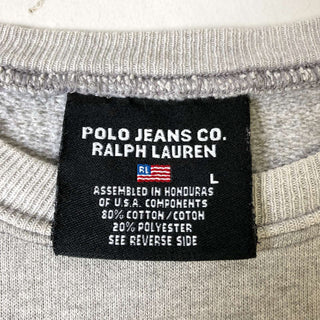 POLO JEANS CO.
RALPH LAUREN
RL
L
ASSEMBLED IN HONDURAS
OF U.S.A. COMPONENTS
80% COTTON/COTON
20% POLYESTER
SEE REVERSE SIDE